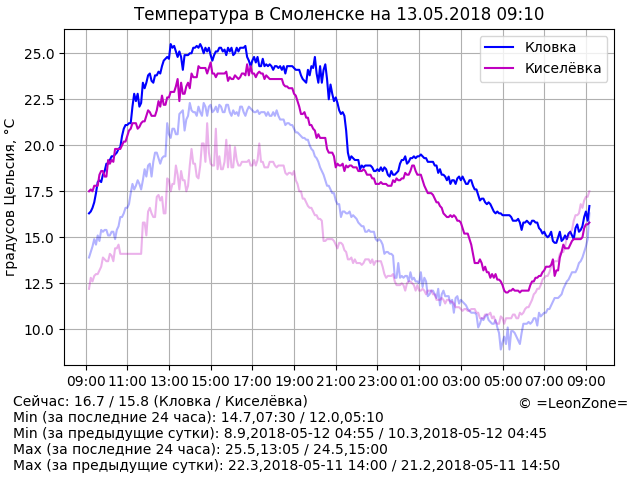 Температура в Смоленске на 13.05.2018 09:10
градусов Цельсия, °C
25.0
22.5
20.0
17.5
15.0
12.5
10.0
Кловка
Киселёвка
09:00 11:00 13:00 15:00 17:00 19:00 21:00 23:00 01:00 03:00 05:00 07:00 09:00
Сейчас: 16.7 / 15.8 (Кловка / Киселёвка)
© =LeonZone=
Min (за последние 24 часа): 14.7,07:30 / 12.0,05:10
Min (за предыдущие сутки): 8.9,2018-05-12 04:55 / 10.3,2018-05-12 04:45
Max (за последние 24 часа): 25.5,13:05 / 24.5,15:00
Max (за предыдущие сутки): 22.3,2018-05-11 14:00 / 21.2,2018-05-11 14:50